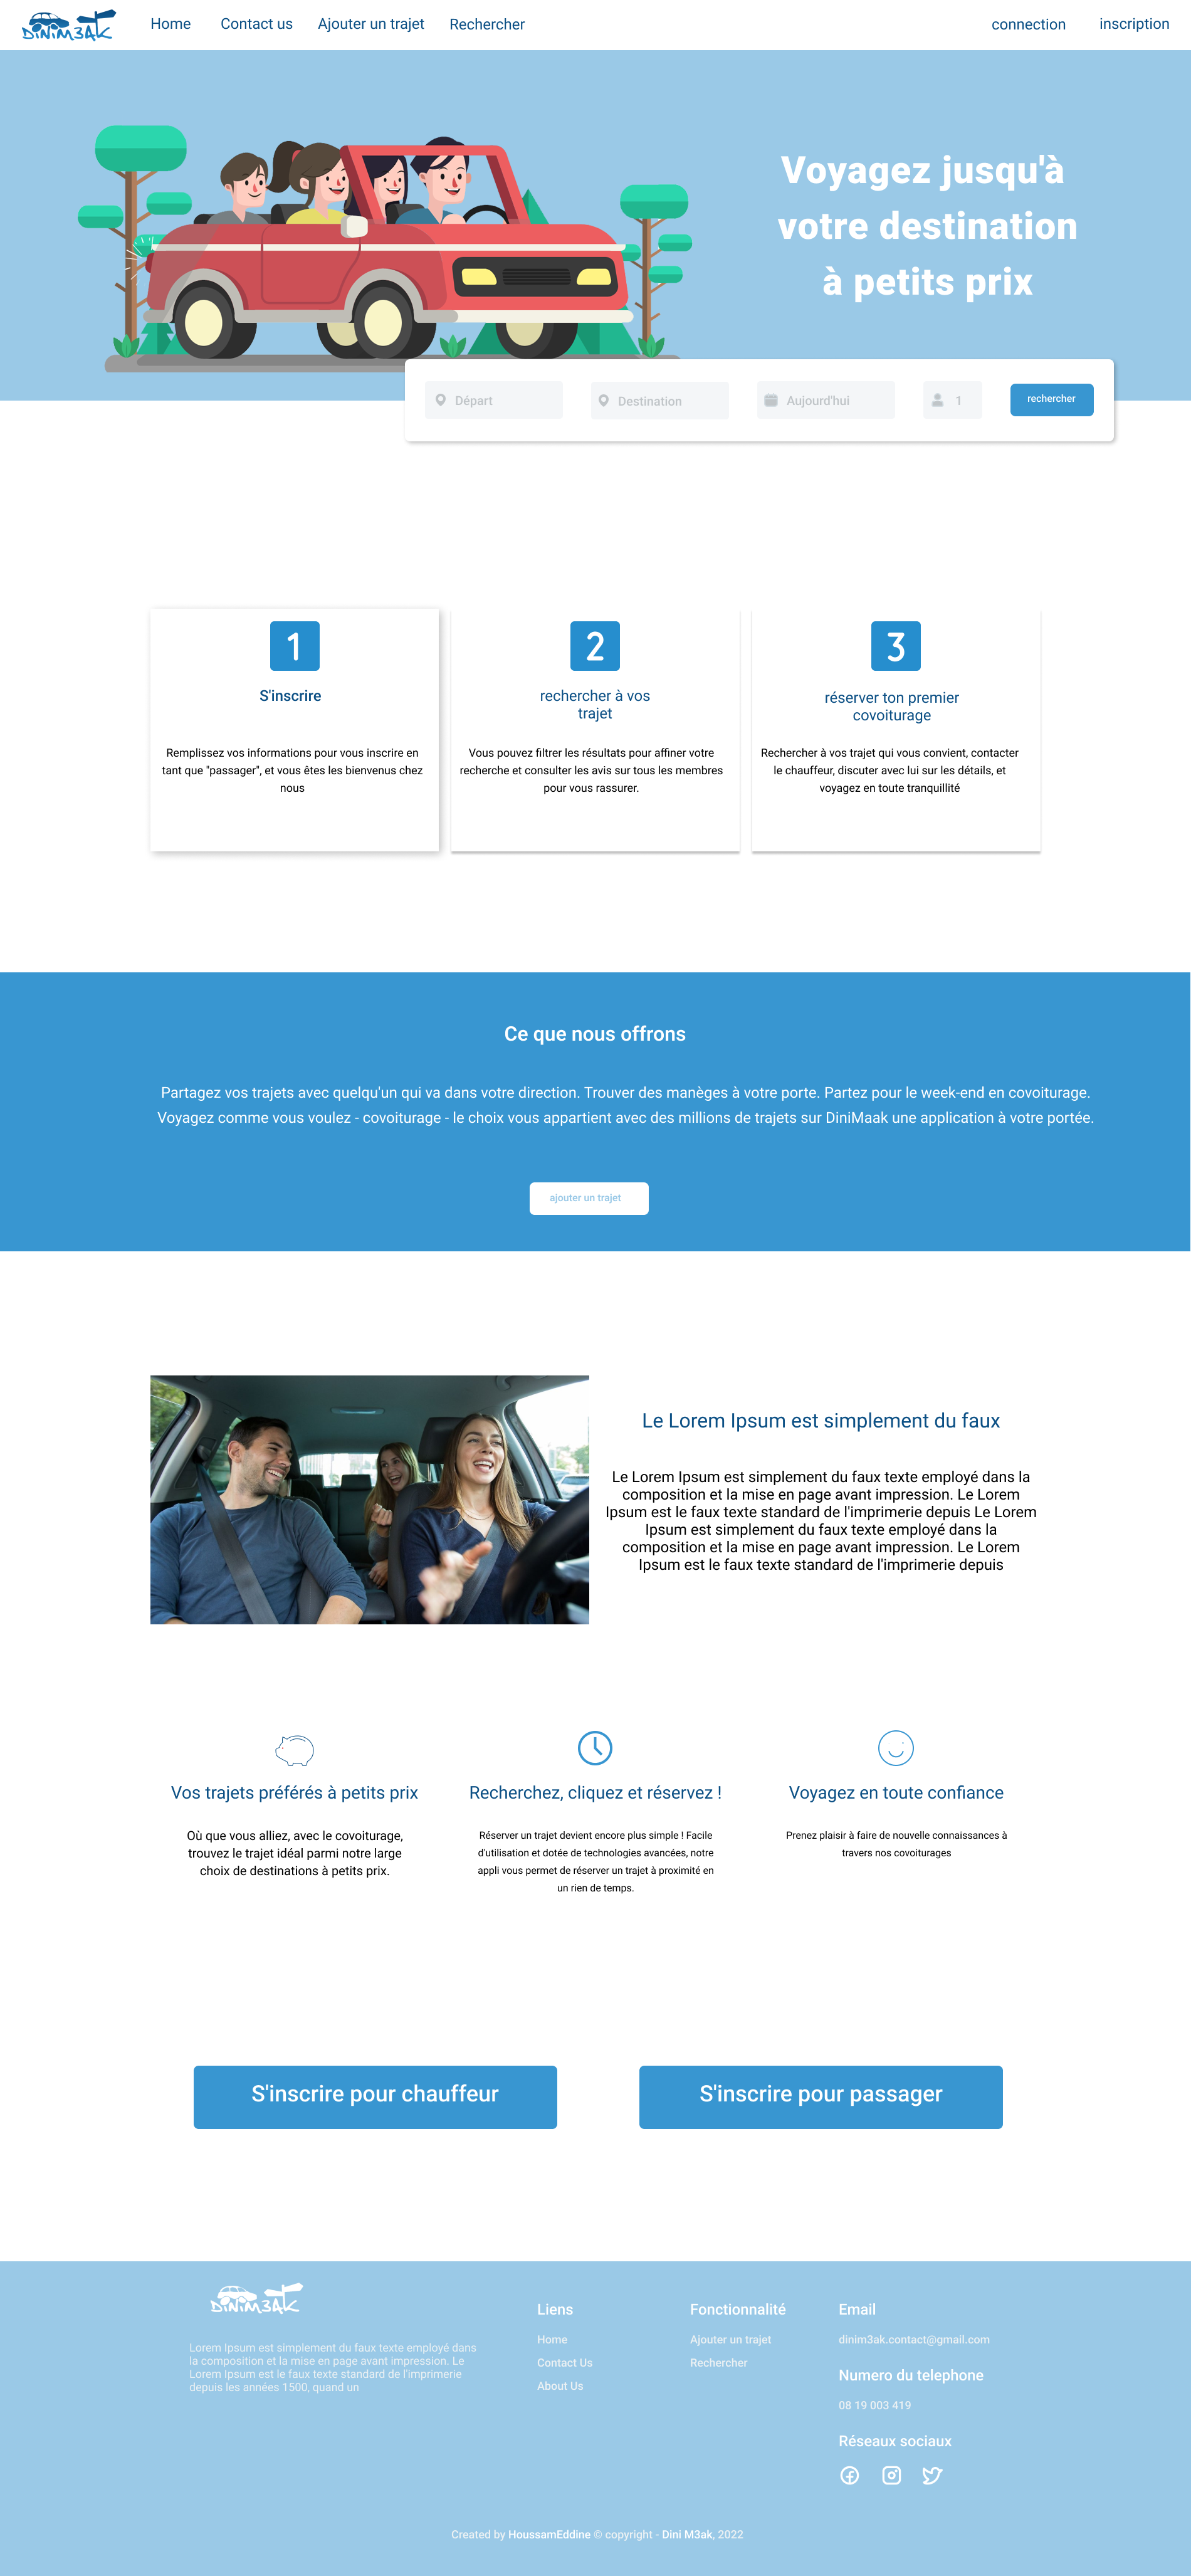 DINIM3AK
Home
Contact us
Ajouter un trajet
Rechercher
connection
inscription
Voyagez jusqu'à
votre destination
à petits prix
Départ
Destination
Aujourd'hui
1
rechercher
1
S'inscrire
Remplissez vos informations pour vous inscrire en
tant que "passager", et vous êtes les bienvenus chez
nous
2
rechercher à vos
trajet
Vous pouvez filtrer les résultats pour affiner votre
recherche et consulter les avis sur tous les membres
pour vous rassurer.
3
réserver ton premier
covoiturage
Rechercher à vos trajet qui vous convient, contacter
le chauffeur, discuter avec lui sur les détails, et
voyagez en toute tranquillité
Ce que nous offrons
Partagez vos trajets avec quelqu'un qui va dans votre direction. Trouver des manèges à votre porte. Partez pour le week-end en covoiturage.
Voyagez comme vous voulez - covoiturage - le choix vous appartient avec des millions de trajets sur DiniMaak une application à votre portée.
ajouter un trajet
Le Lorem Ipsum est simplement du faux
Le Lorem Ipsum est simplement du faux texte employé dans la
composition et la mise en page avant impression. Le Lorem
Ipsum est le faux texte standard de l'imprimerie depuis Le Lorem
Ipsum est simplement du faux texte employé dans la
composition et la mise en page avant impression. Le Lorem
Ipsum est le faux texte standard de l'imprimerie depuis
Vos trajets préférés à petits prix
Où que vous alliez, avec le covoiturage,
trouvez le trajet idéal parmi notre large
choix de destinations à petits prix.
Recherchez, cliquez et réservez !
Réserver un trajet devient encore plus simple ! Facile
d'utilisation et dotée de technologies avancées, notre
appli vous permet de réserver un trajet à proximité en
un rien de temps.
Voyagez en toute confiance
Prenez plaisir à faire de nouvelle connaissances à
travers nos covoiturages
S'inscrire pour chauffeur
S'inscrire pour passager
DINIM3AK
Lorem Ipsum est simplement du faux texte employé dans
la composition et la mise en page avant impression. Le
Lorem Ipsum est le faux texte standard de l'imprimerie
depuis les années 1500, quand un
Liens
Home
Contact Us
About Us
Fonctionnalité
Ajouter un trajet
Rechercher
Email
dinim3ak.contact@gmail.com
Numero du telephone
08 19 003 419
Réseaux sociaux
Created by HoussamEddine © copyright - Dini M3ak, 2022